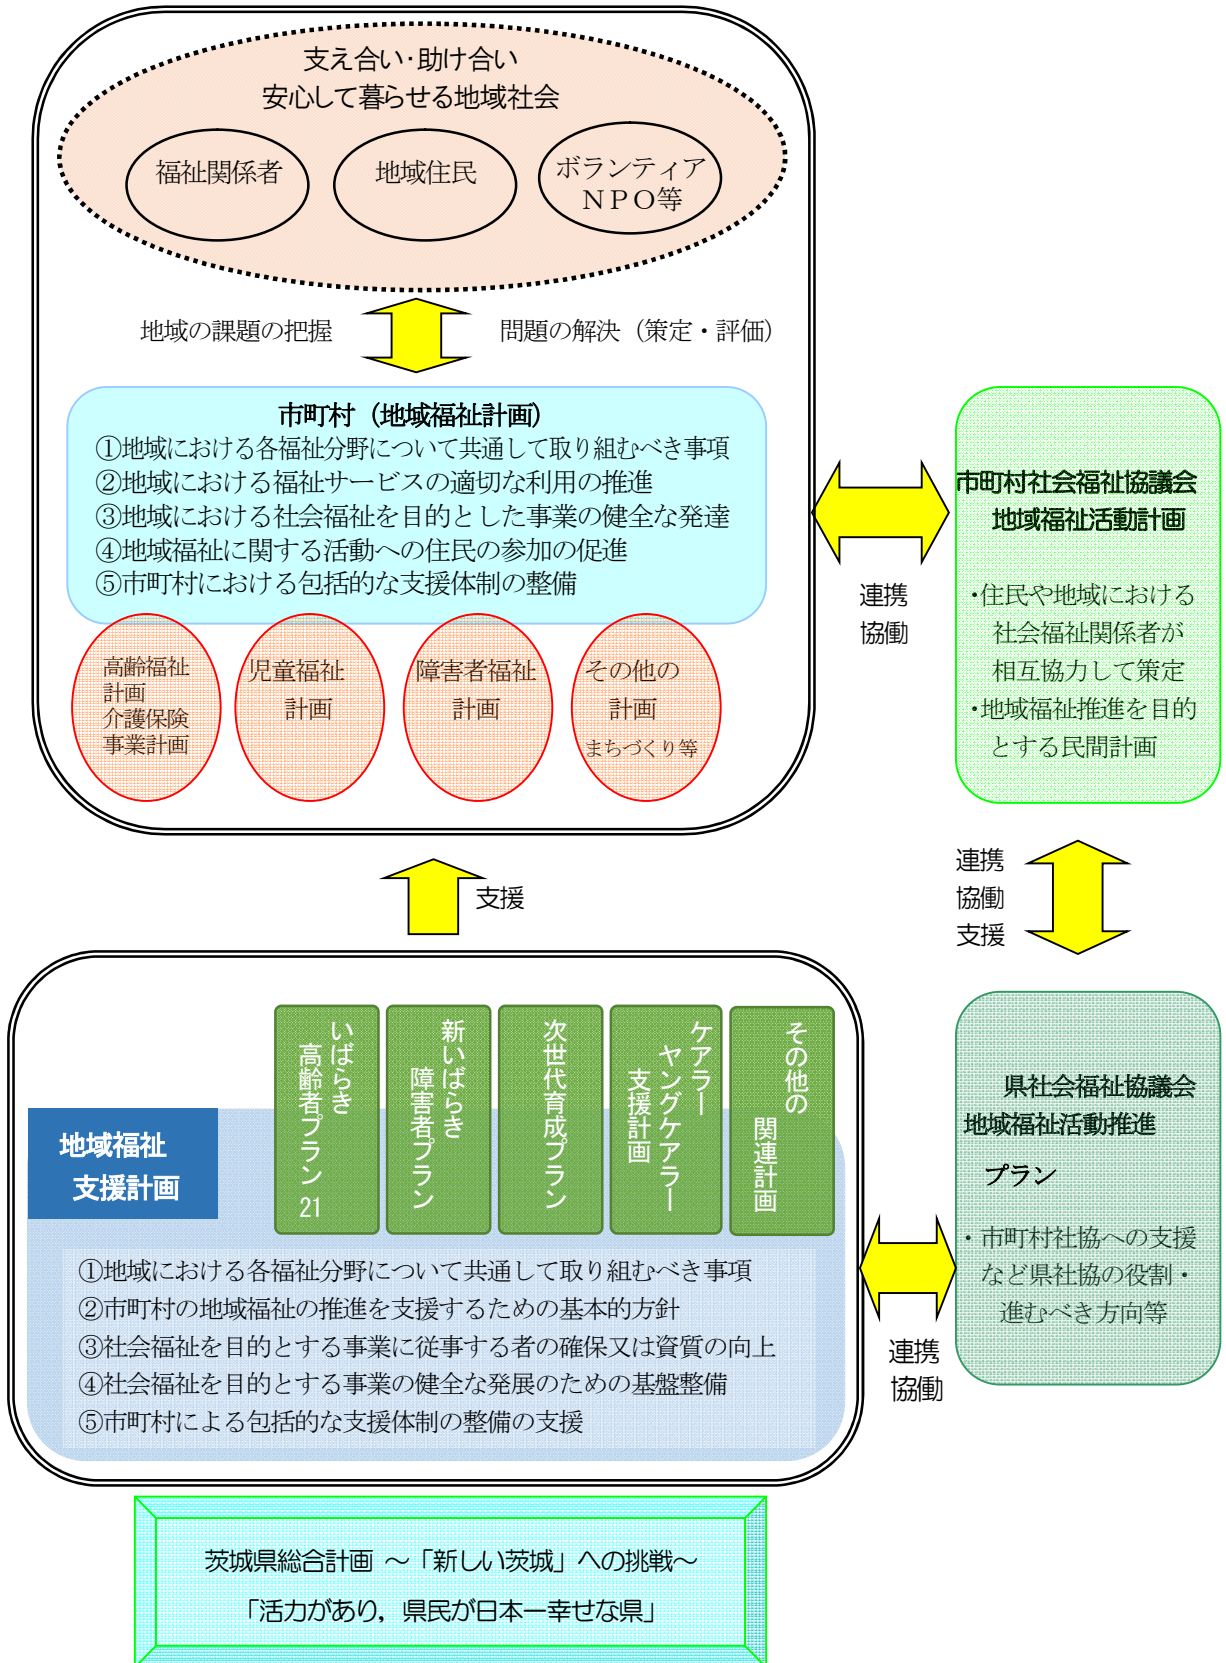 支え合い・助け合い
安心して暮らせる地域社会
福祉関係者
地域住民
ボランティア
ＮＰＯ等
地域の課題の把握
問題の解決（策定・評価）
市町村（地域福祉計画）
①地域における各福祉分野について共通して取り組むべき事項
②地域における福祉サービスの適切な利用の推進
③地域における社会福祉を目的とした事業の健全な発達
④地域福祉に関する活動への住民の参加の促進
⑤市町村における包括的な支援体制の整備
高齢福祉
計画
介護保険
事業計画
児童福祉
計画
障害者福祉
計画
その他の
計画
まちづくり等
連携
協働
市町村社会福祉協議会
地域福祉活動計画
・住民や地域における
社会福祉関係者が
相互協力して策定
・地域福祉推進を目的
とする民間計画
支援
連携
協働
支援
いばらき
高齢者プラン21
新いばらき
障害者プラン
次世代育成プラン
ケアラー
ヤングケアラー
支援計画
その他の
関連計画
地域福祉
支援計画
①地域における各福祉分野について共通して取り組むべき事項
②市町村の地域福祉の推進を支援するための基本的方針
③社会福祉を目的とする事業に従事する者の確保又は資質の向上
④社会福祉を目的とする事業の健全な発展のための基盤整備
⑤市町村による包括的な支援体制の整備の支援
連携
協働
県社会福祉協議会
地域福祉活動推進
プラン
・市町村社協への支援
など県社協の役割・
進むべき方向等
茨城県総合計画 ～「新しい茨城」への挑戦～
「活力があり，県民が日本一幸せな県」